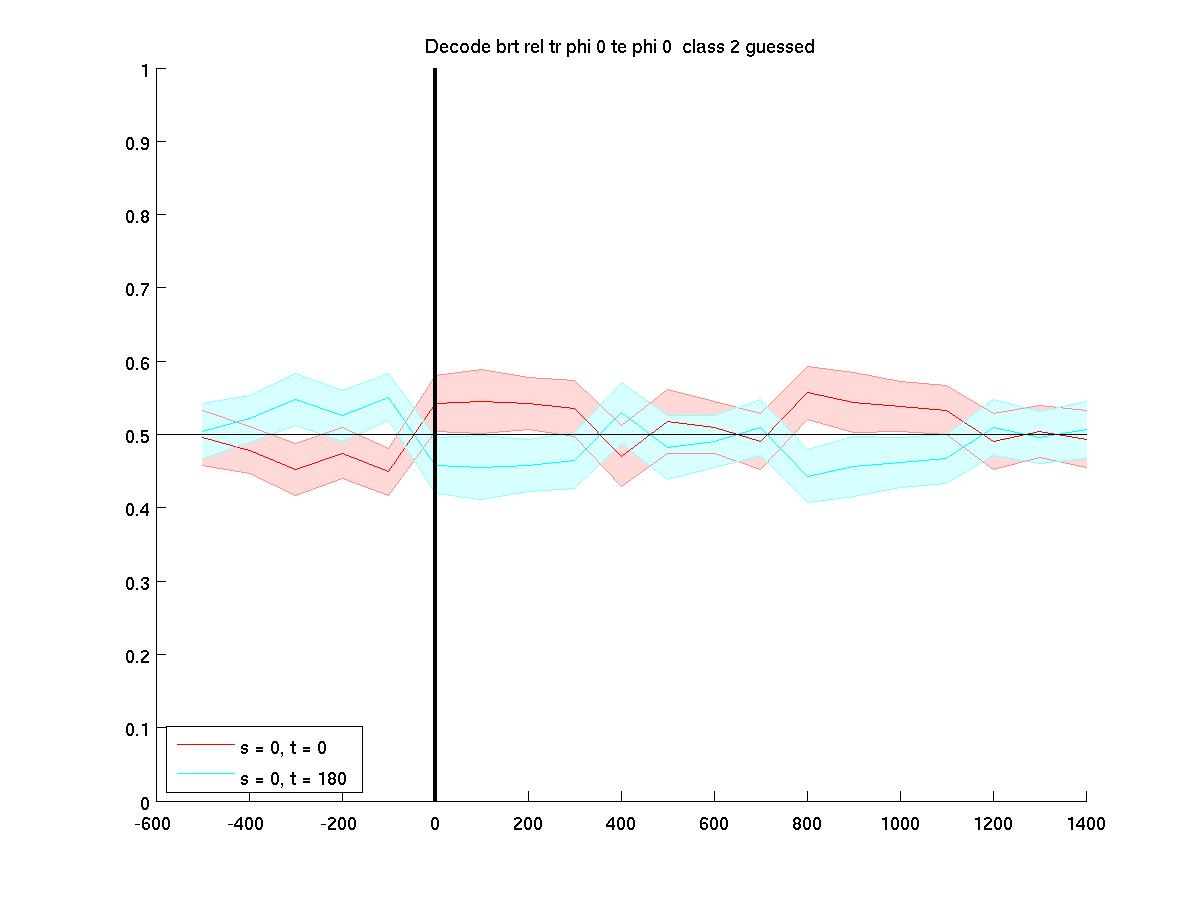 Decode brt rel tr phi 0 te phi 0  class 2 guessed
1
0.9
0.8
0.7
0.6
0.5
0.4
0.3
0.2
0.1
0
s = 0, t = 0
s = 0, t = 180
-600 -400 -200 0 200 400 600 800 1000 1200 1400